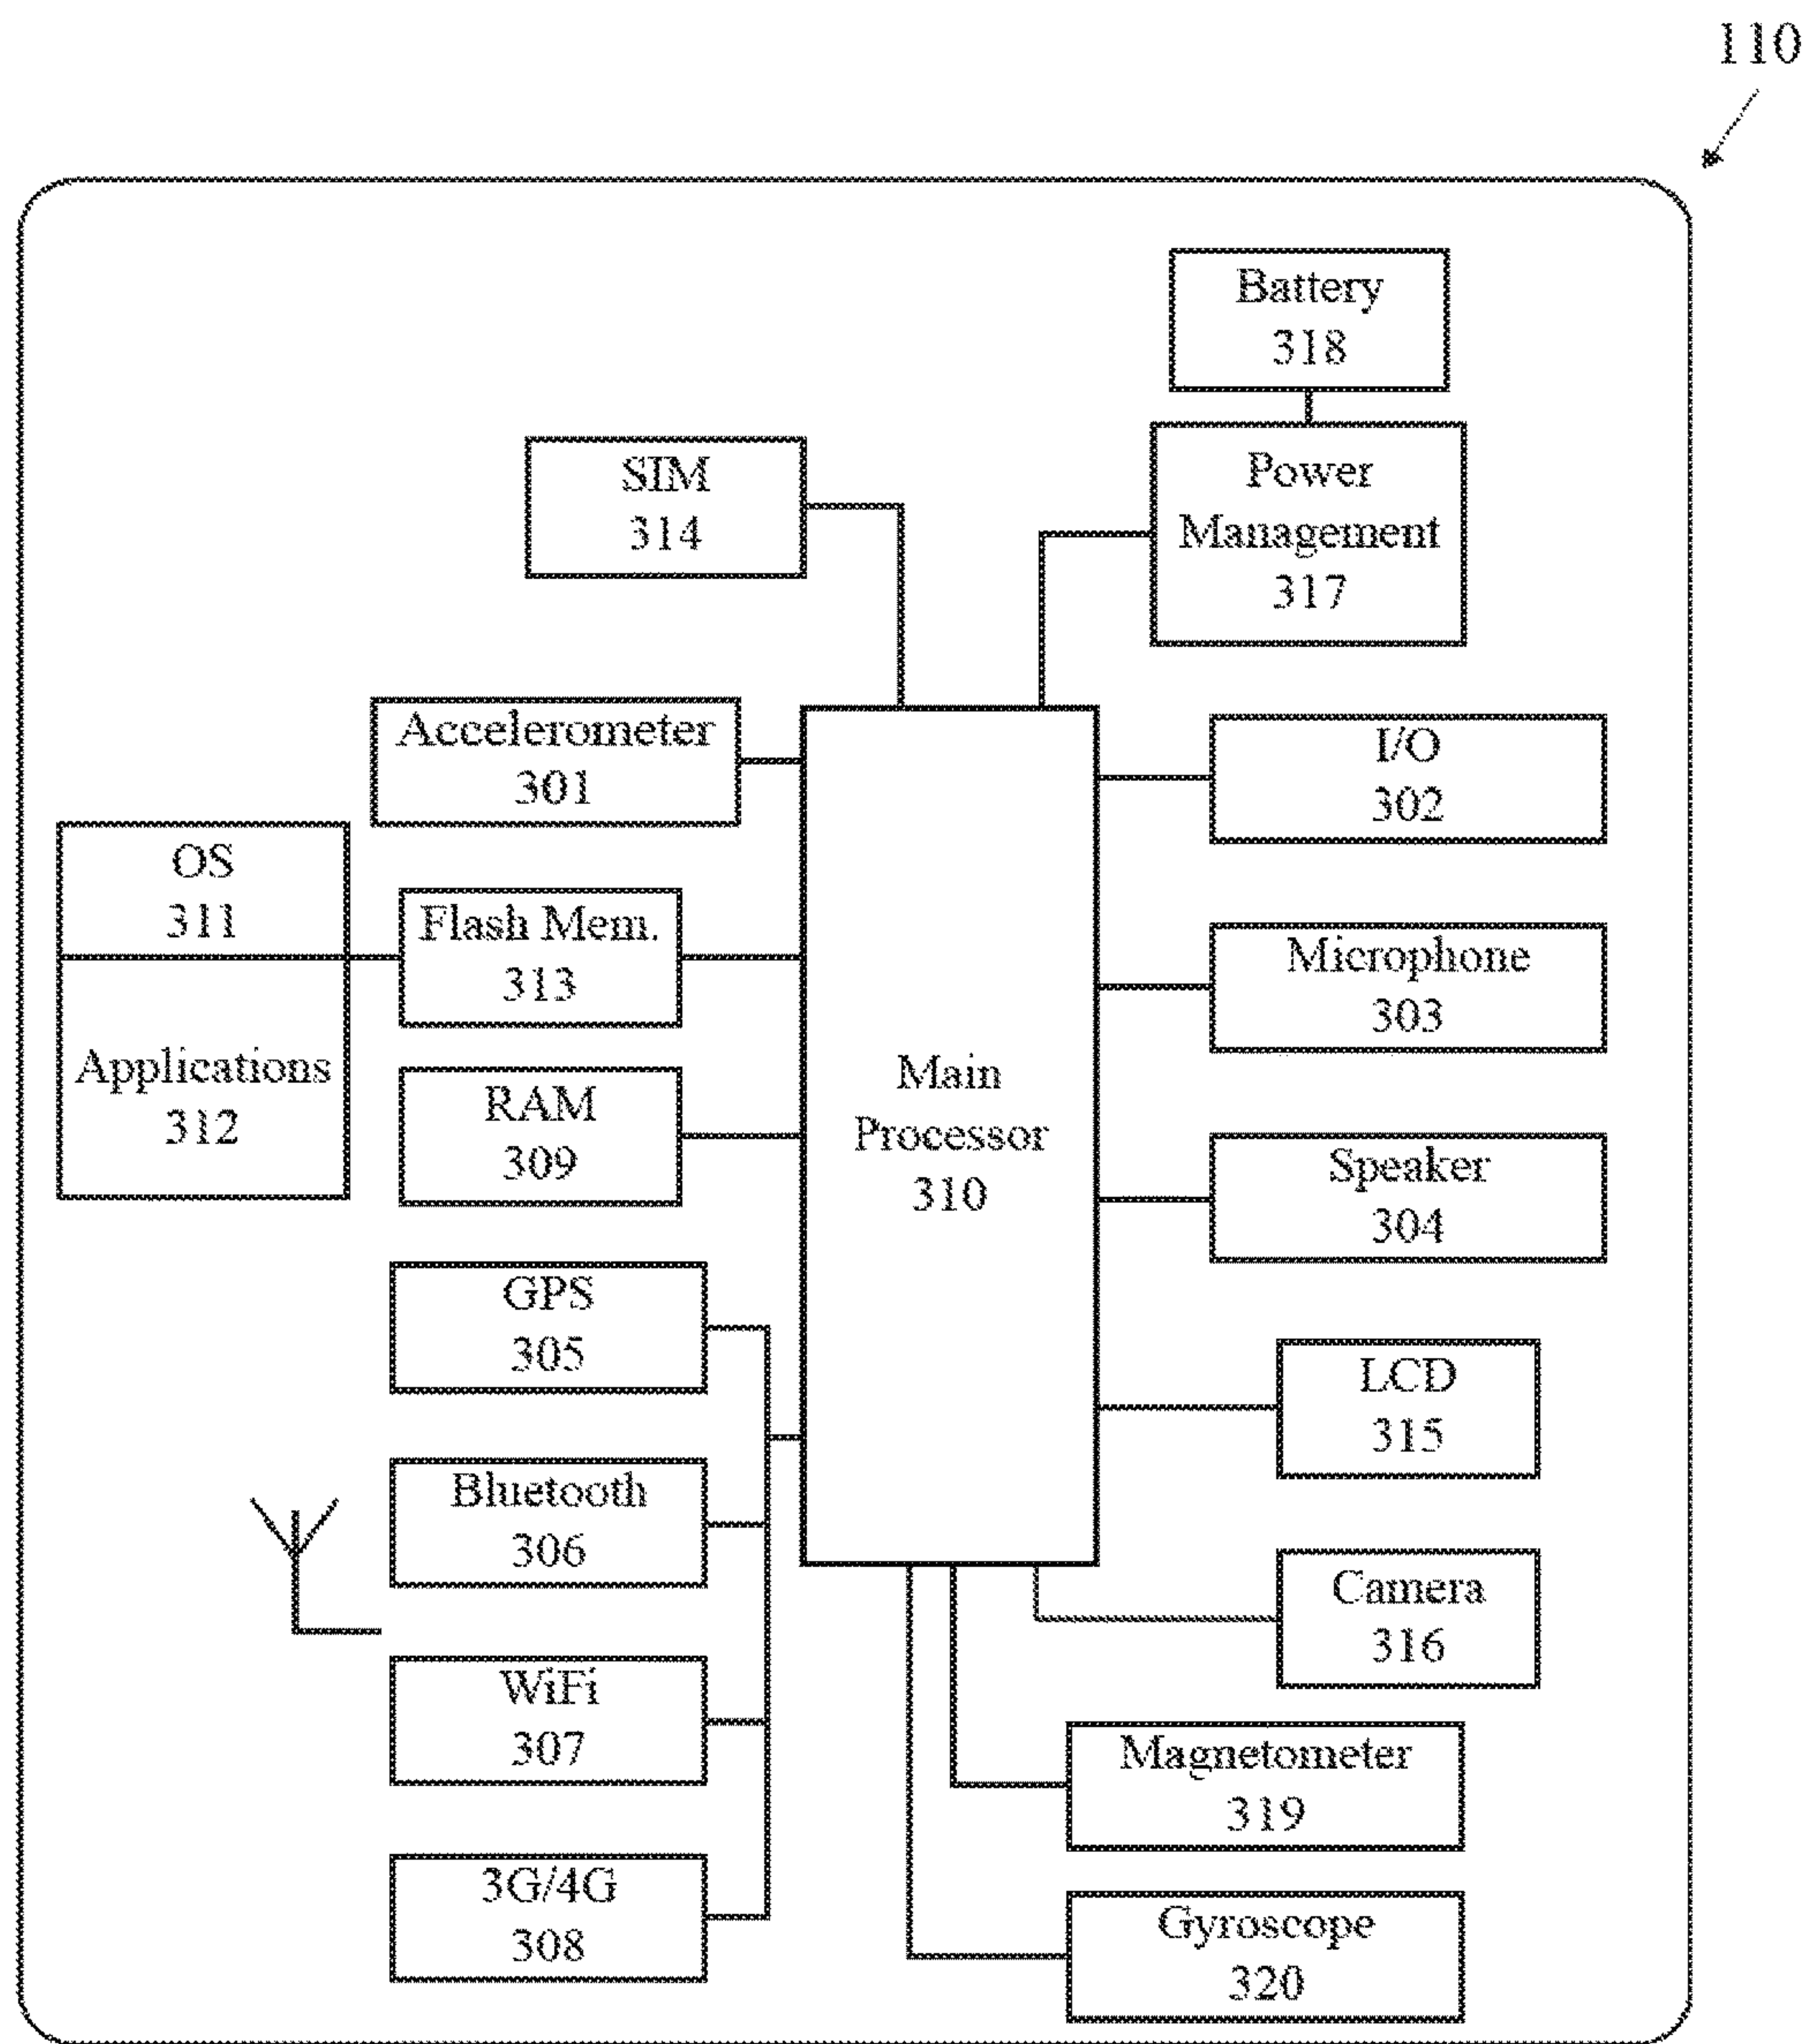 110
Battery
318
SIM
314
Power
Management
317
Accelerometer
301
I/O
302
OS
311
Flash Mem.
313
Microphone
303
Applications
312
RAM
309
Main
Processor
310
Speaker
304
GPS
305
LCD
315
Bluetooth
306
Camera
316
WiFi
307
Magnetometer
319
3G/4G
308
Gyroscope
320